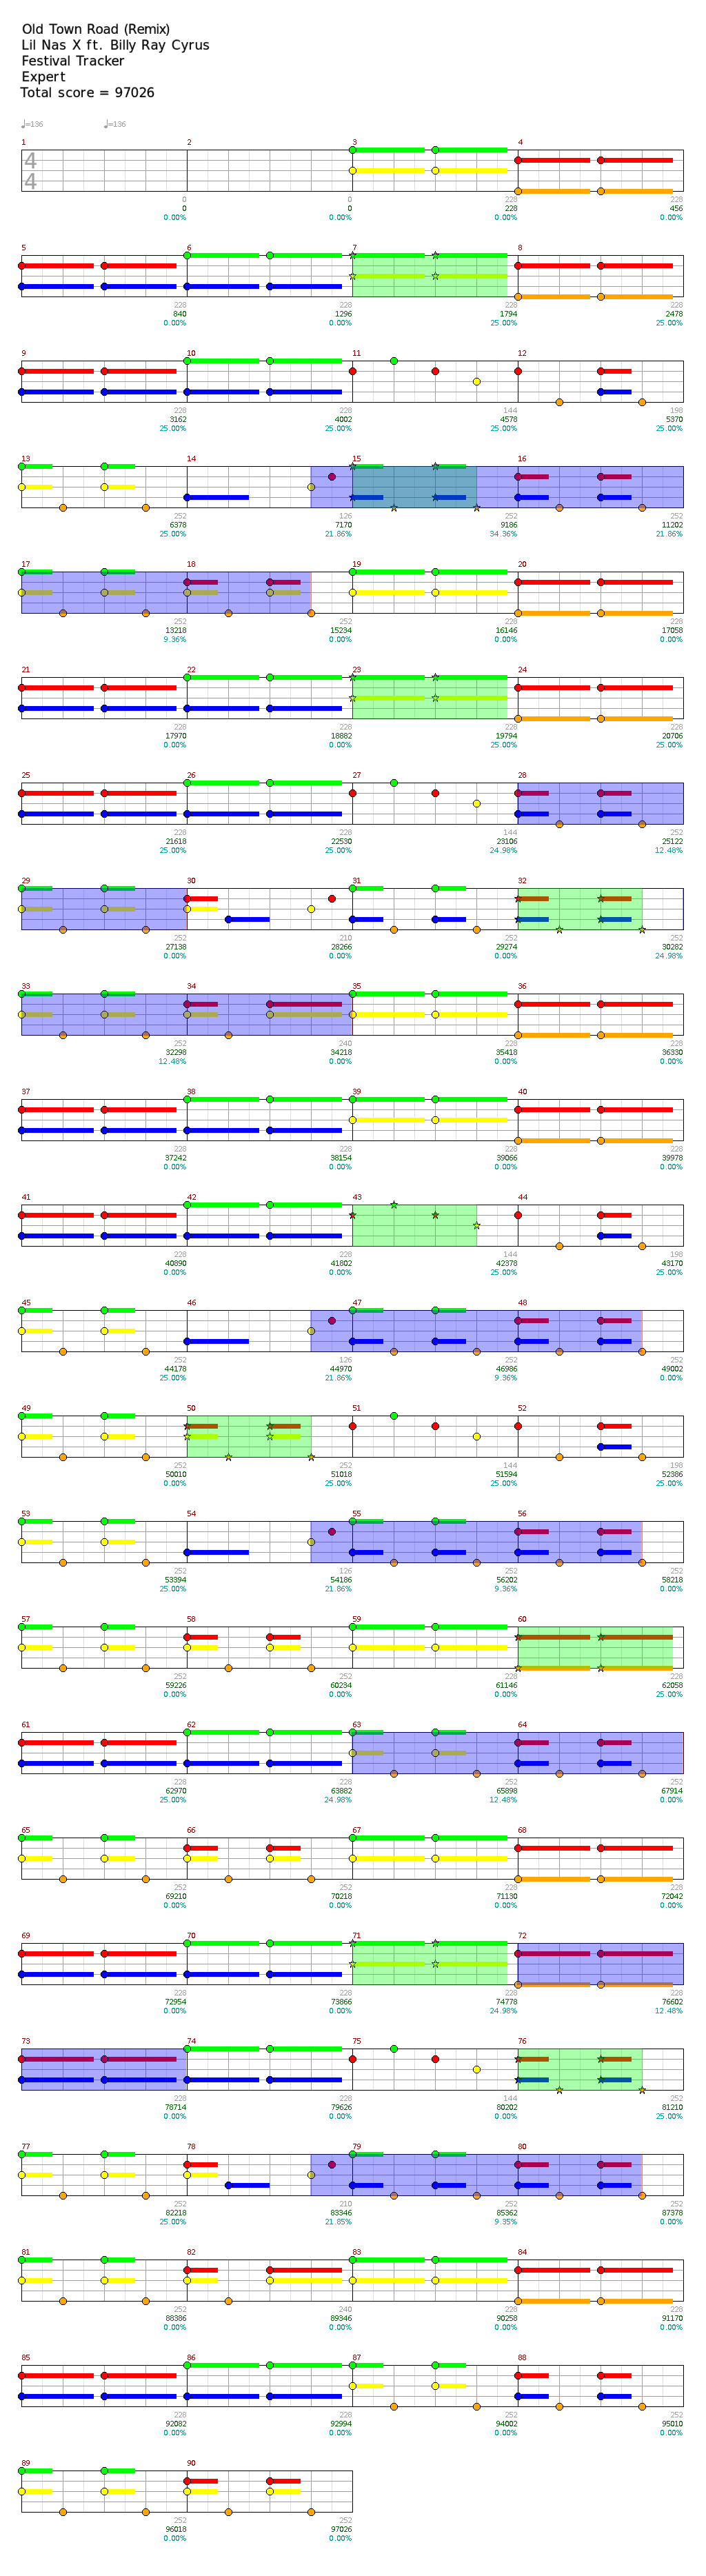 Old Town Road (Remix)
Lil Nas X ft. Billy Ray Cyrus
Festival Tracker
Expert
Total score = 97026
♩=136 ♩=136
1 2 3 4
4
4
0 0 228 228
0 0 228 456
0.00% 0.00% 0.00% 0.00%
5 6 7 8
228 228 228 228
840 1296 1794 2478
0.00% 0.00% 25.00% 25.00%
9 10 11 12
228 228 144 198
3162 4002 4578 5370
25.00% 25.00% 25.00% 25.00%
13 14 15 16
252 126 252 252
6378 7170 9186 11202
25.00% 21.86% 34.36% 21.86%
17 18 19 20
252 252 228 228
13218 15234 16146 17058
9.36% 0.00% 0.00% 0.00%
21 22 23 24
228 228 228 228
17970 18882 19794 20706
0.00% 0.00% 25.00% 25.00%
25 26 27 28
228 228 144 252
21618 22530 23106 25122
25.00% 25.00% 24.98% 12.48%
29 30 31 32
252 210 252 252
27138 28266 29274 30282
0.00% 0.00% 0.00% 24.98%
33 34 35 36
252 240 228 228
32298 34218 35418 36330
12.48% 0.00% 0.00% 0.00%
37 38 39 40
228 228 228 228
37242 38154 39066 39978
0.00% 0.00% 0.00% 0.00%
41 42 43 44
228 228 144 198
40890 41802 42378 43170
0.00% 0.00% 25.00% 25.00%
45 46 47 48
252 126 252 252
44178 44970 46986 49002
25.00% 21.86% 9.36% 0.00%
49 50 51 52
252 252 144 198
50010 51018 51594 52386
0.00% 25.00% 25.00% 25.00%
53 54 55 56
252 126 252 252
53394 54186 56202 58218
25.00% 21.86% 9.36% 0.00%
57 58 59 60
252 252 228 228
59226 60234 61146 62058
0.00% 0.00% 0.00% 25.00%
61 62 63 64
228 228 252 252
62970 63882 65898 67914
25.00% 24.98% 12.48% 0.00%
65 66 67 68
252 252 228 228
69210 70218 71130 72042
0.00% 0.00% 0.00% 0.00%
69 70 71 72
228 228 228 228
72954 73866 74778 76602
0.00% 0.00% 24.98% 12.48%
73 74 75 76
228 228 144 252
78714 79626 80202 81210
0.00% 0.00% 0.00% 25.00%
77 78 79 80
252 210 252 252
82218 83346 85362 87378
25.00% 21.85% 9.35% 0.00%
81 82 83 84
252 240 228 228
88386 89346 90258 91170
0.00% 0.00% 0.00% 0.00%
85 86 87 88
228 228 252 252
92082 92994 94002 95010
0.00% 0.00% 0.00% 0.00%
89 90
252 252
96018 97026
0.00% 0.00%